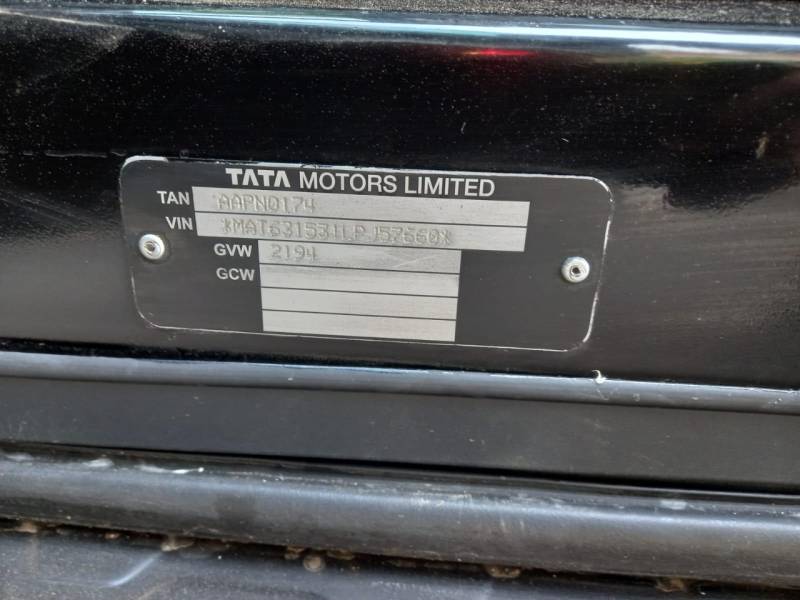 TATA MOTORS LIMITED
TAN AAPN0174
VIN *MAT631531LPJ57660*
GVW 2194
GCW